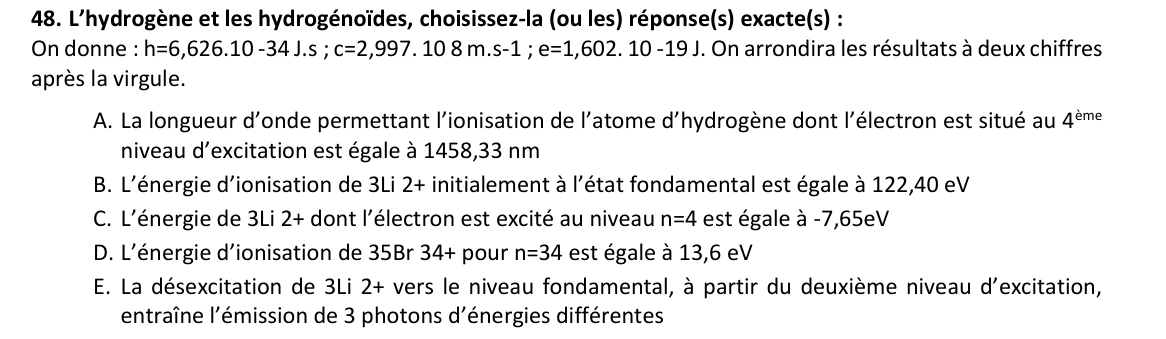 48. L’hydrogène et les hydrogénoïdes, choisissez-la (ou les) réponse(s) exacte(s) :
On donne : h=6,626.10 -34 J.s ; c=2,997. 10 8 m.s-1 ; e=1,602. 10 -19 J. On arrondira les résultats à deux chiffres
après la virgule.
A. La longueur d’onde permettant l’ionisation de l’atome d’hydrogène dont l’électron est situé au 4ème
niveau d’excitation est égale à 1458,33 nm
B. L’énergie d’ionisation de 3Li 2+ initialement à l’état fondamental est égale à 122,40 eV
C. L’énergie de 3Li 2+ dont l’électron est excité au niveau n=4 est égale à -7,65eV
D. L’énergie d’ionisation de 35Br 34+ pour n=34 est égale à 13,6 eV
E. La désexcitation de 3Li 2+ vers le niveau fondamental, à partir du deuxième niveau d’excitation,
entraîne l’émission de 3 photons d’énergies différentes